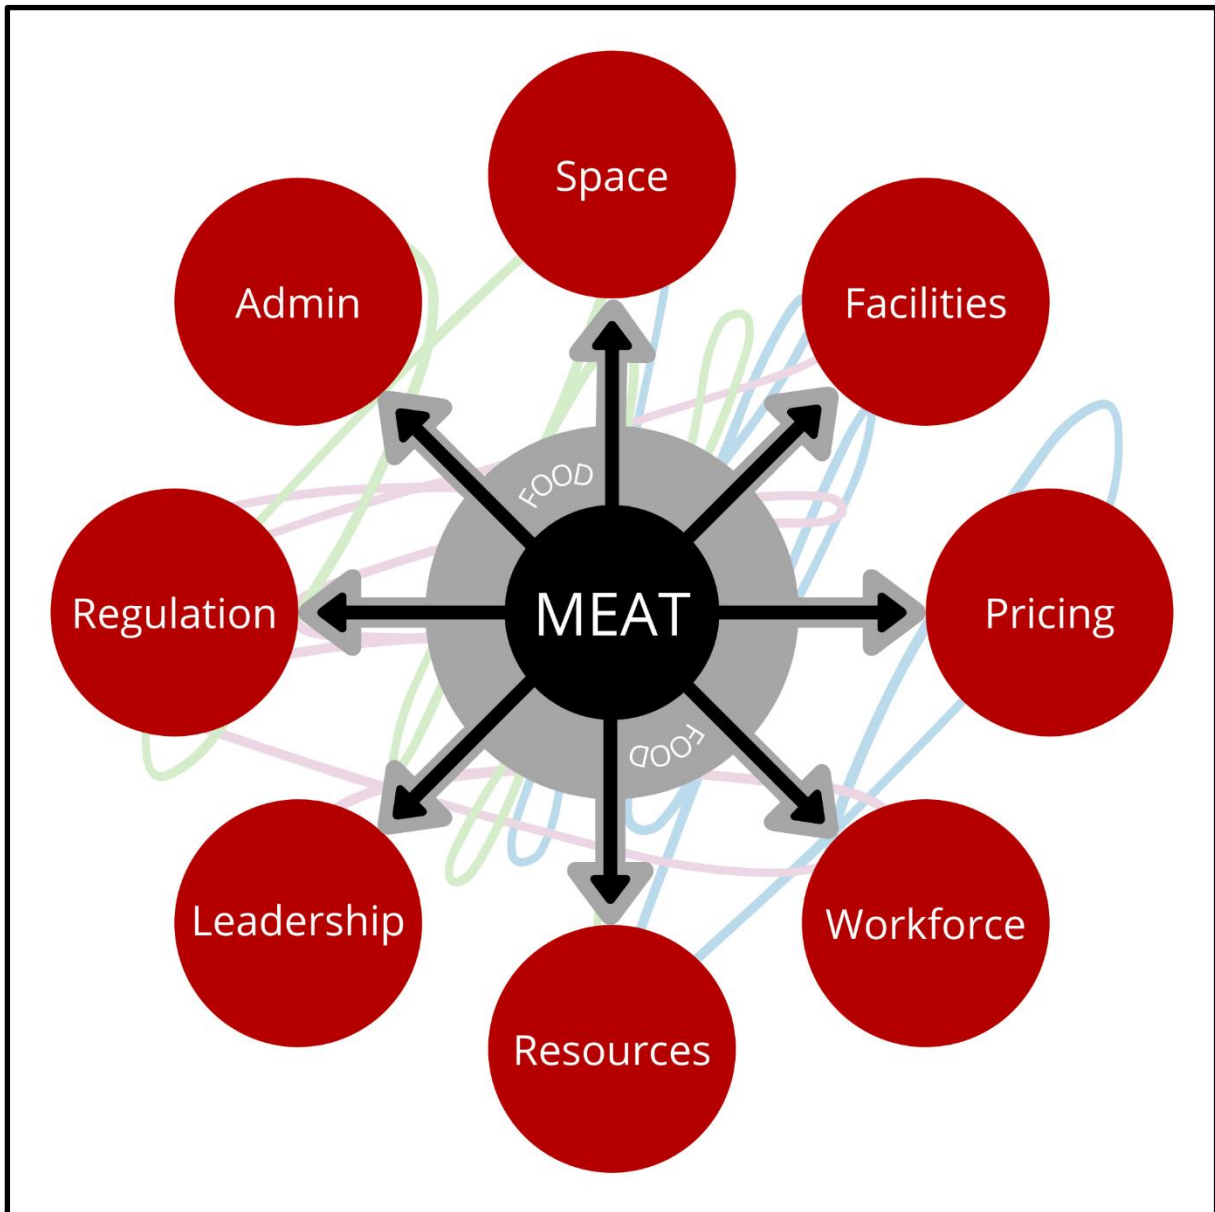 Space
Admin
Facilities
FOOD
Regulation
MEAT
Pricing
FOOD
Leadership
Workforce
Resources